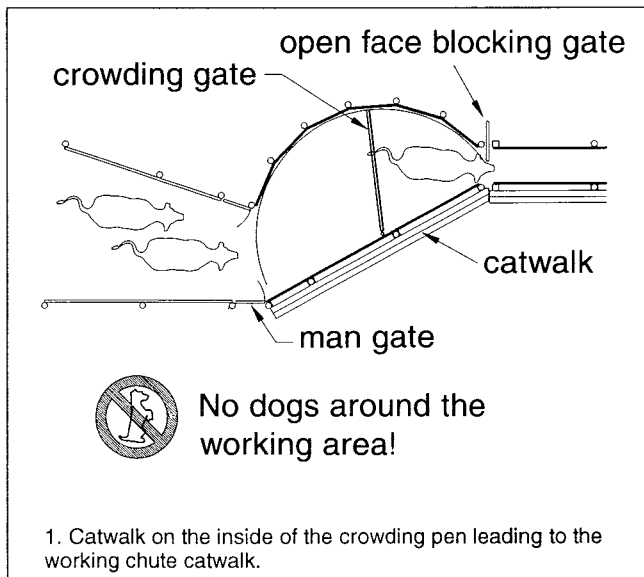 open face blocking gate
crowding gate
catwalk
man gate
No dogs around the
working area!
1. Catwalk on the inside of the crowding pen leading to the
working chute catwalk.